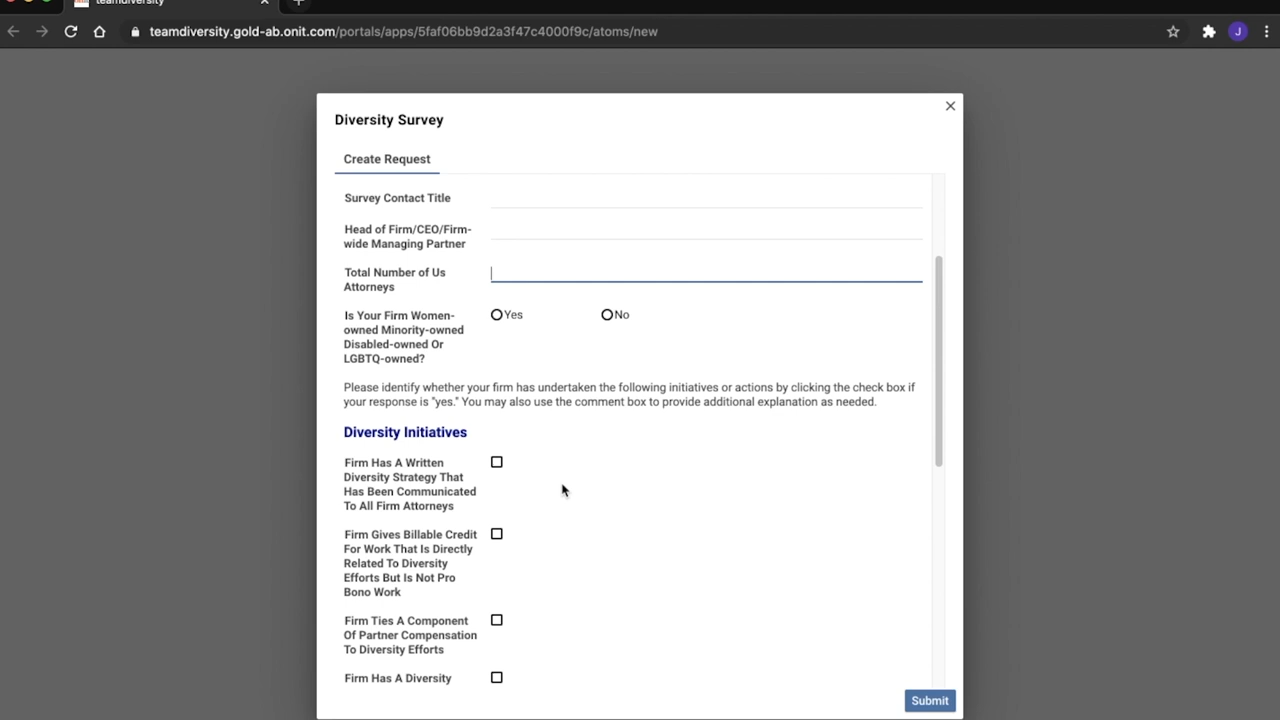 teamdiversity
teamdiversity.gold-ab.onit.com/portals/apps/5faf06bb9d2a3f47c4000f9c/atoms/new
J
Diversity Survey
Create Request
Survey Contact Title
Head of Firm/CEO/Firm-
wide Managing Partner
Total Number of Us
Attorneys
Is Your Firm Women-
owned Minority-owned
Disabled-owned Or
LGBTQ-owned?
Yes
No
Please identify whether your firm has undertaken the following initiatives or actions by clicking the check box if
your response is "yes." You may also use the comment box to provide additional explanation as needed.
Diversity Initiatives
Firm Has A Written
Diversity Strategy That
Has Been Communicated
To All Firm Attorneys
Firm Gives Billable Credit
For Work That Is Directly
Related To Diversity
Efforts But Is Not Pro
Bono Work
Firm Ties A Component
Of Partner Compensation
To Diversity Efforts
Firm Has A Diversity
Submit